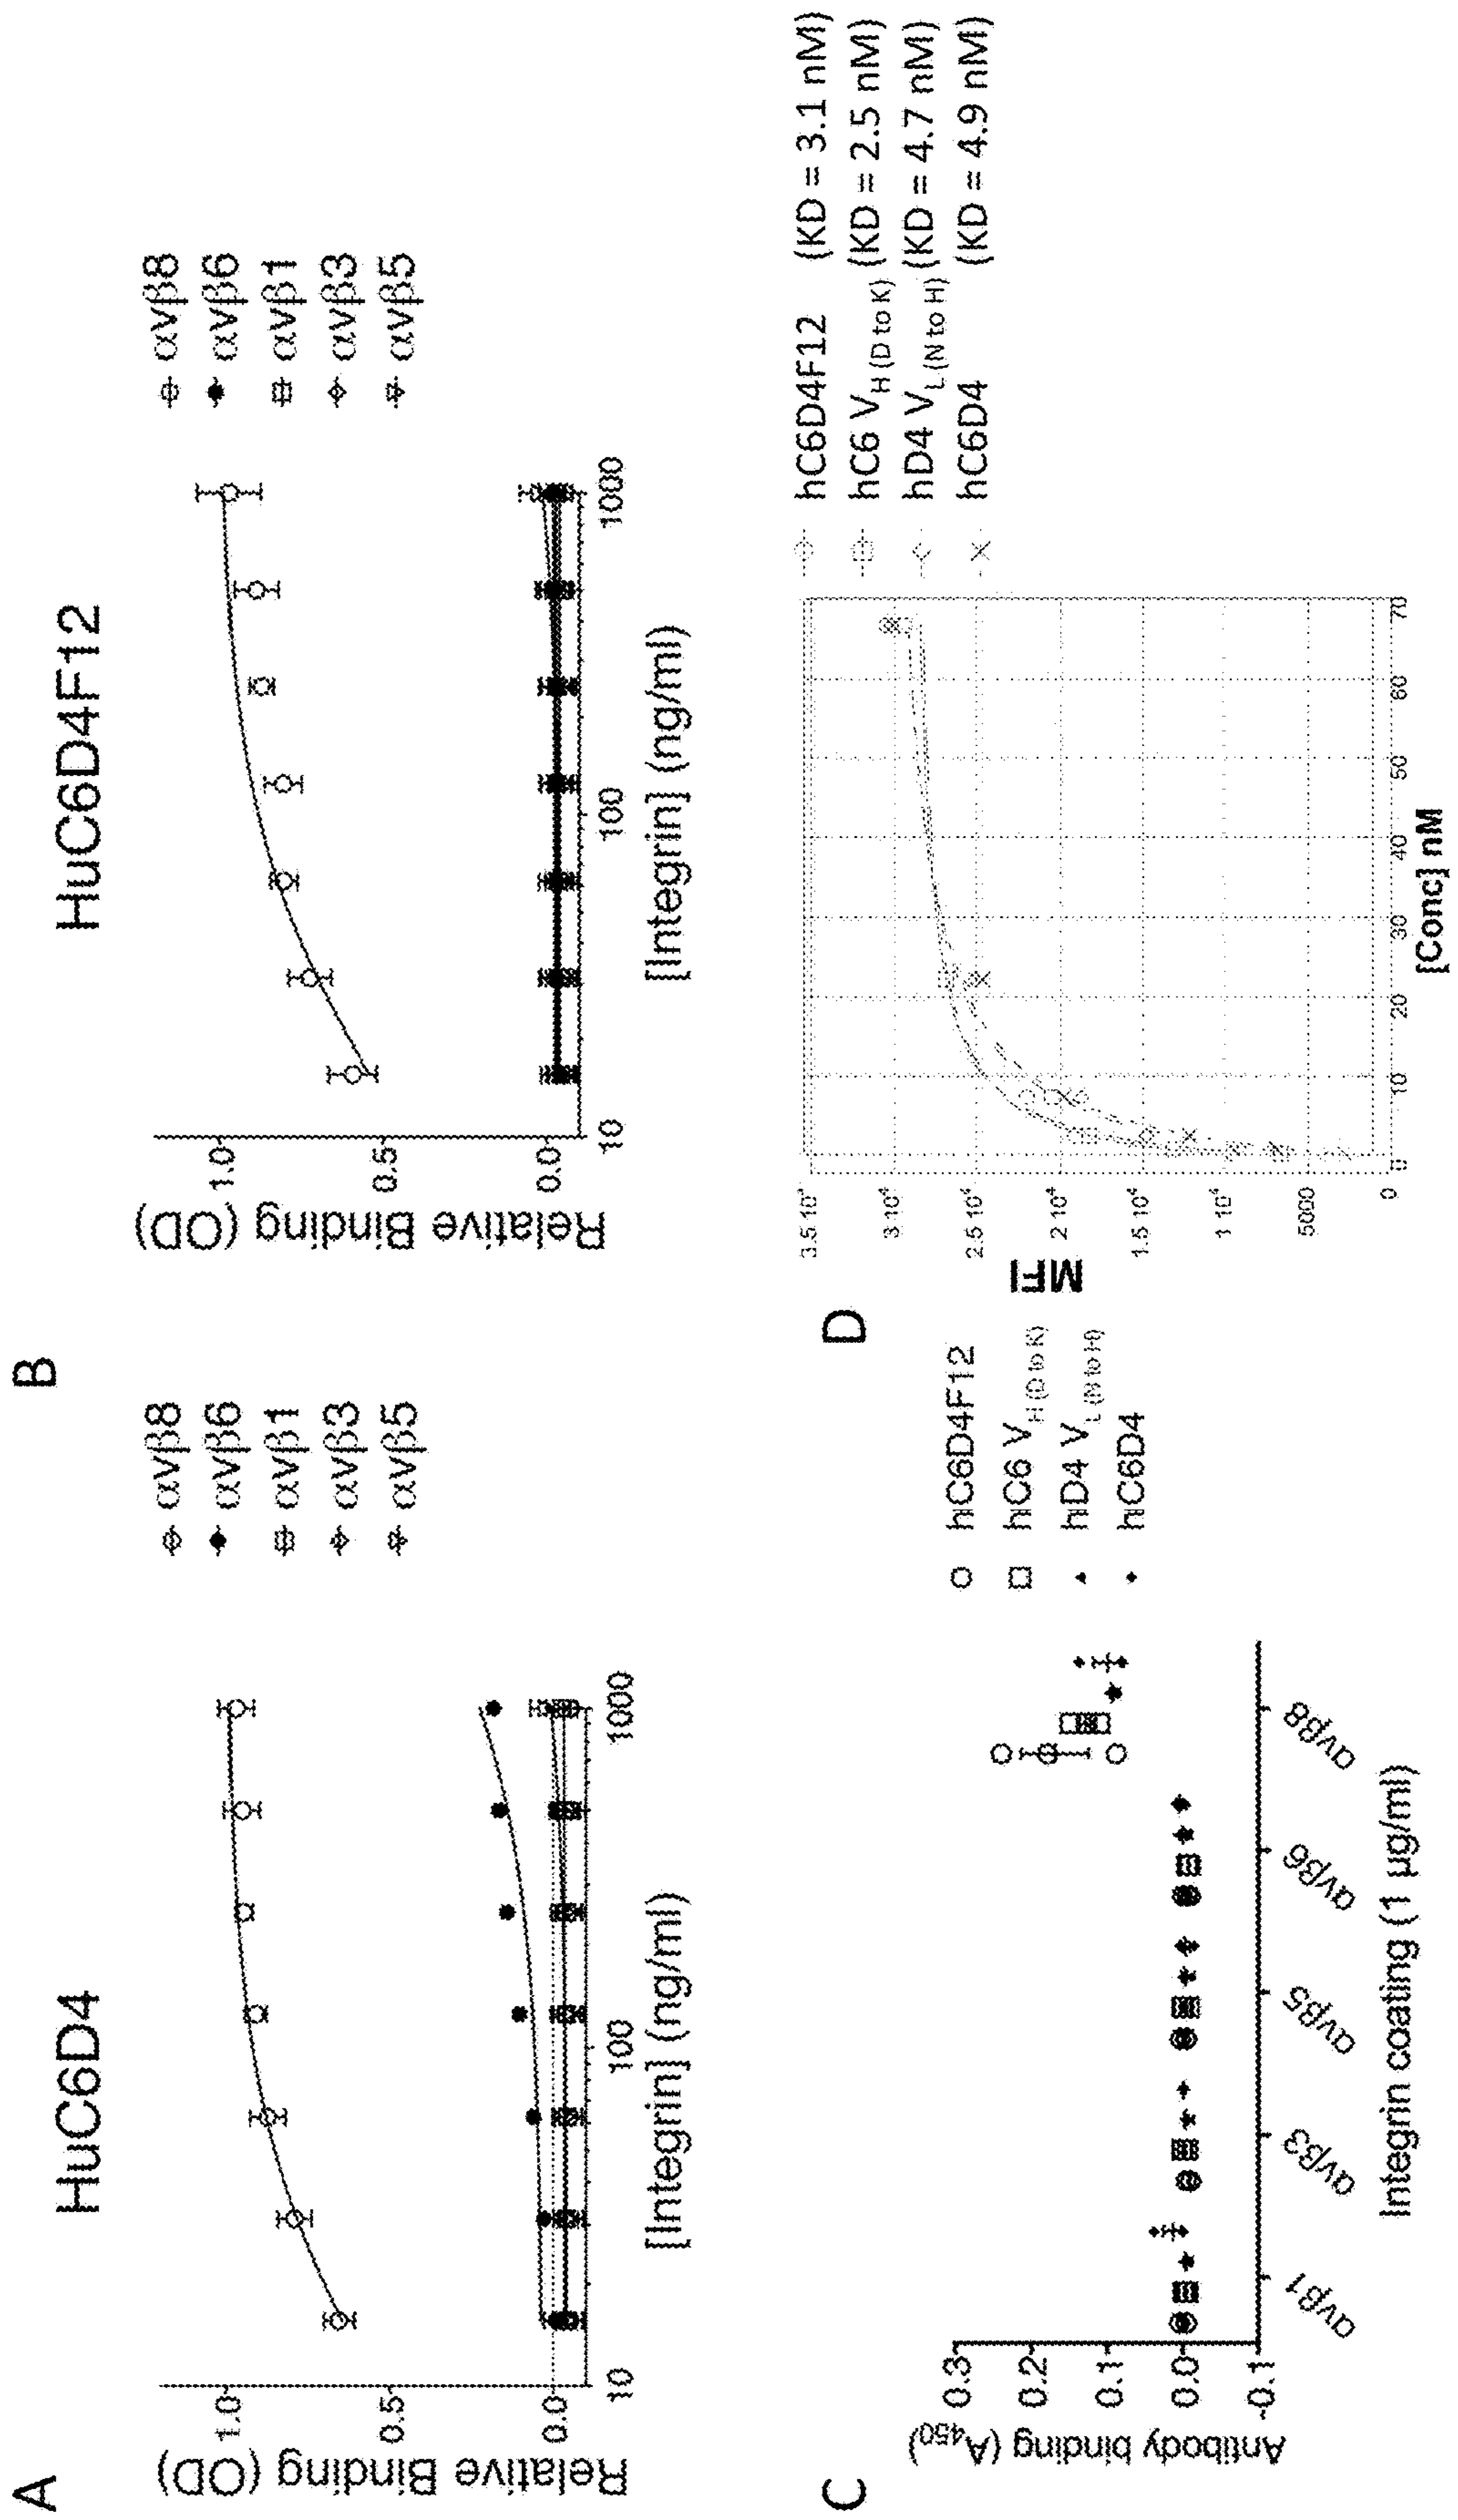 A
HuC6D4
Relative Binding (OD)
1.0
0.5
0.0
10
100
1000
[Integrin] (ng/ml)
αvβ8
αvβ6
αvβ1
αvβ3
αvβ5
B
HuC6D4F12
Relative Binding (OD)
1.0
0.5
0.0
10
100
1000
[Integrin] (ng/ml)
αvβ8
αvβ6
αvβ1
αvβ3
αvβ5
C
Antibody binding (A450)
0.3
0.2
0.1
0.0
-0.1
αvβ1
αvβ3
αvβ5
αvβ6
αvβ8
Integrin coating (1 µg/ml)
hC6D4F12
hC6 VH (D to K)
hD4 VL (N to H)
hC6D4
D
MFI
3.5 10⁴
3 10⁴
2.5 10⁴
2 10⁴
1.5 10⁴
1 10⁴
5000
0
0
10
20
30
40
50
60
70
[Conc] nM
hC6D4F12 (KD = 3.1 nM)
hC6 VH (D to K) (KD = 2.5 nM)
hD4 VL (N to H) (KD = 4.7 nM)
hC6D4 (KD = 4.9 nM)